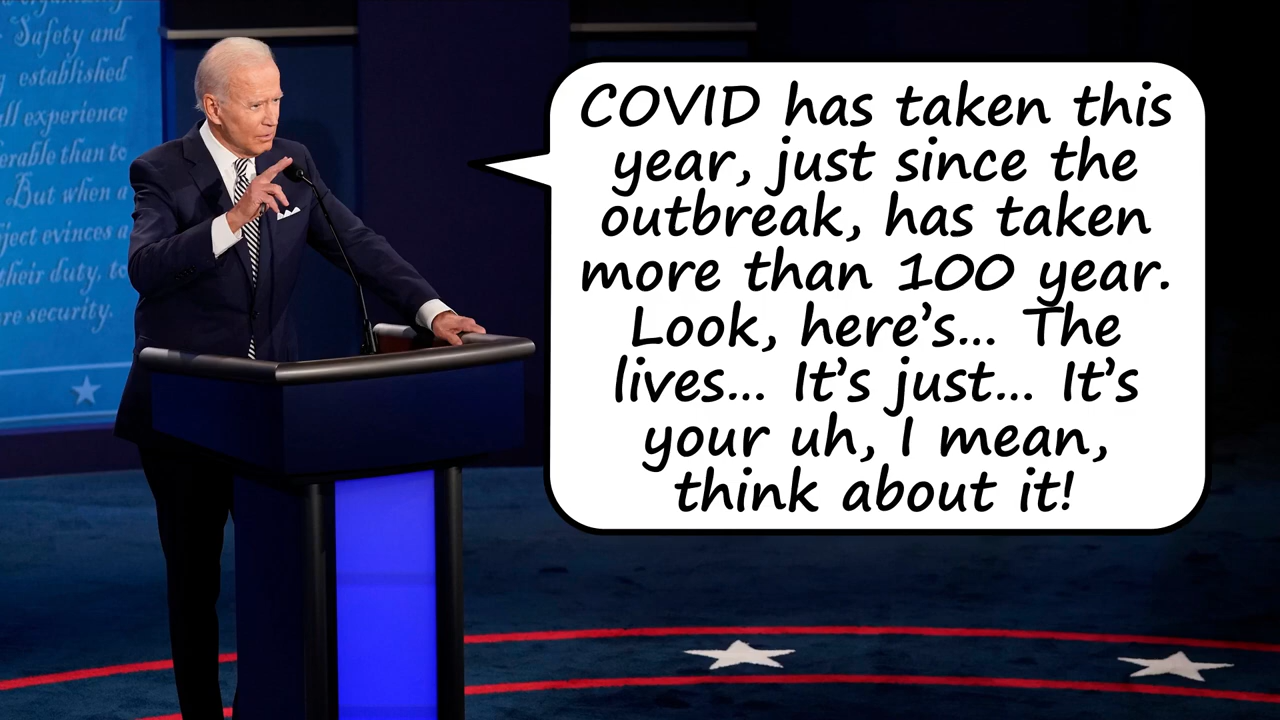 Safety and
established
all experience
erable than to
But when a
ject evinces a
their duty, to
re security.
COVID has taken this
year, just since the
outbreak, has taken
more than 100 year.
Look, here's... The
lives... It's just... It's
your uh, I mean,
think about it!